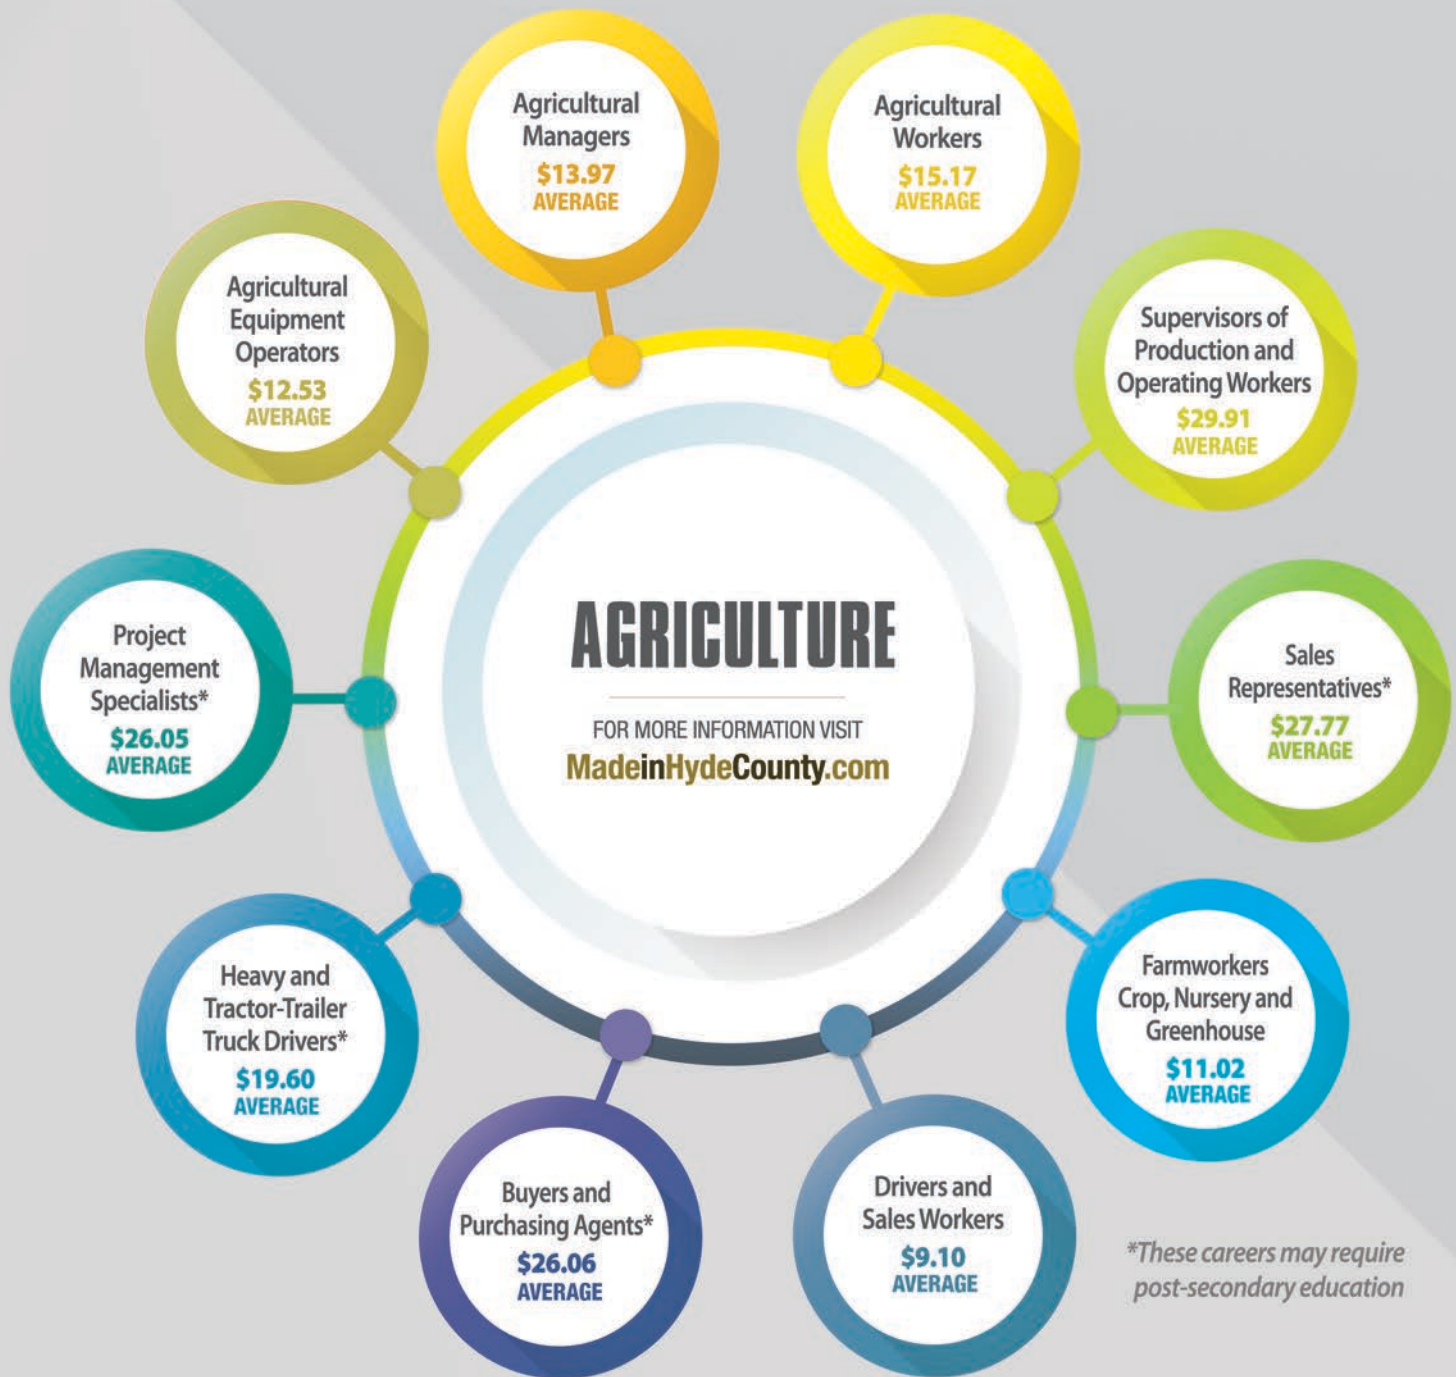 Agricultural
Managers
$13.97
AVERAGE
Agricultural
Workers
$15.17
AVERAGE
Agricultural
Equipment
Operators
$12.53
AVERAGE
Supervisors of
Production and
Operating Workers
$29.91
AVERAGE
Project
Management
Specialists*
$26.05
AVERAGE
AGRICULTURE
FOR MORE INFORMATION VISIT
MadeinHydeCounty.com
Sales
Representatives*
$27.77
AVERAGE
Heavy and
Tractor-Trailer
Truck Drivers*
$19.60
AVERAGE
Farmworkers
Crop, Nursery and
Greenhouse
$11.02
AVERAGE
Buyers and
Purchasing Agents*
$26.06
AVERAGE
Drivers and
Sales Workers
$9.10
AVERAGE
*These careers may require
post-secondary education